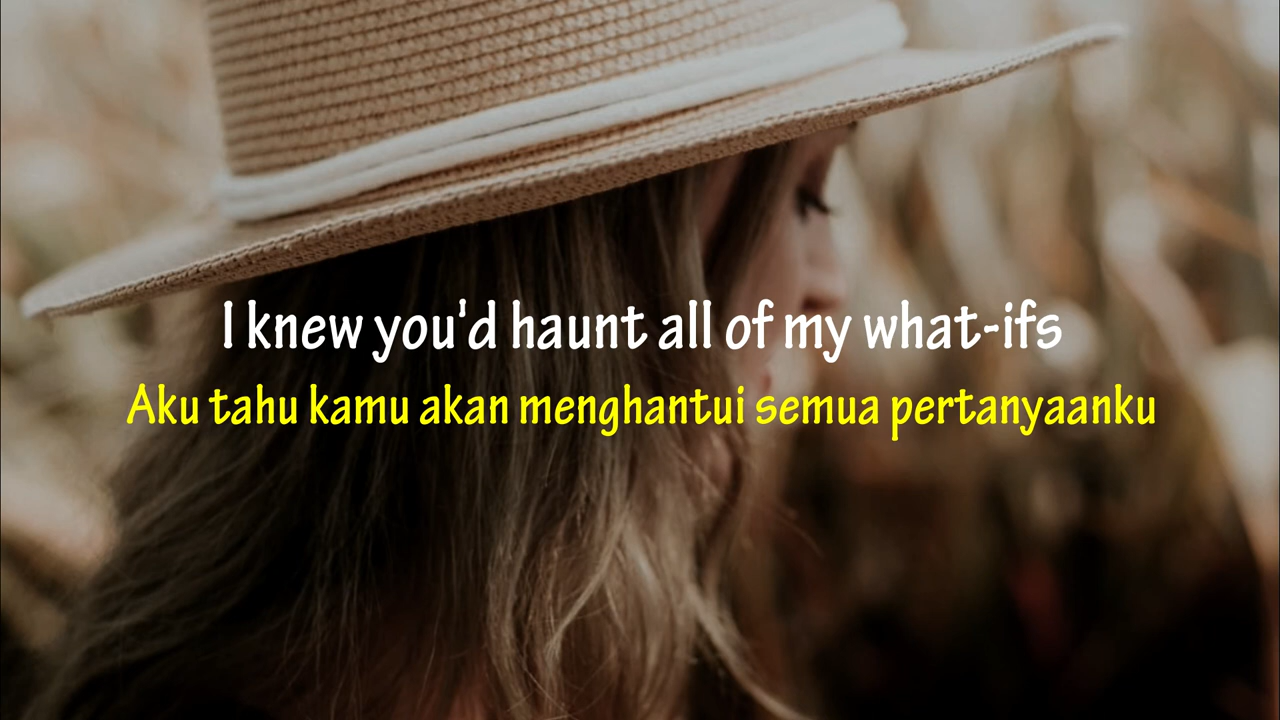 I knew you'd haunt all of my what-ifs
Aku tahu kamu akan menghantui semua pertanyaanku